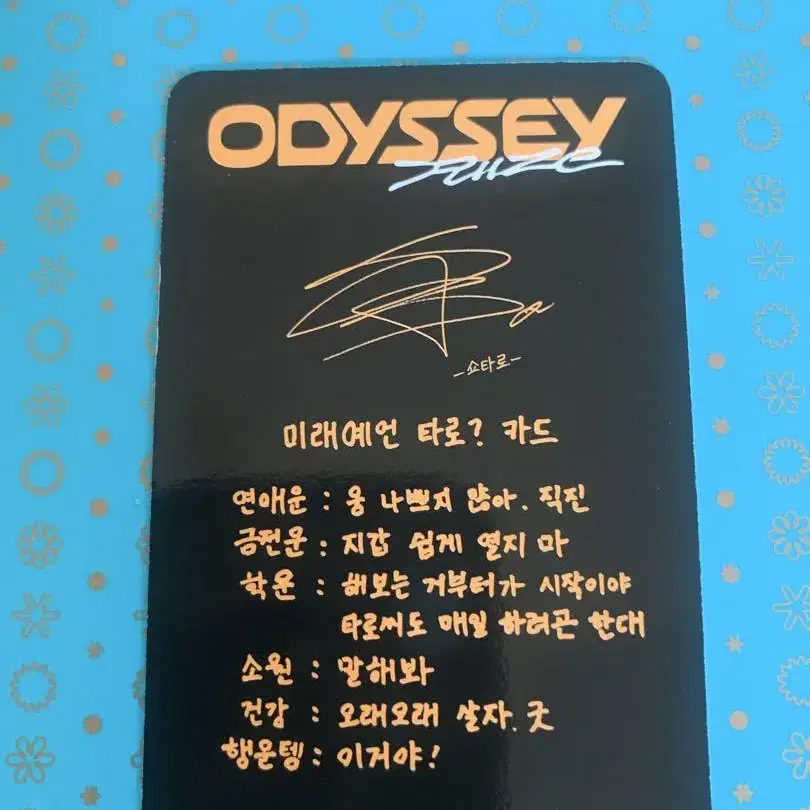 ODYSSEY
RIIZE
-쇼타로-
미래예언 타로? 카드
연애운 : 웅 나쁘지 않아. 직진
금전운 : 지갑 쉽게 열지 마
학운 : 해보는 거부터가 시작이야
타로씨도 매일 하려곤 한대
소원 : 말해봐
건강 : 오래오래 살자. 굿
행운템 : 이거야!